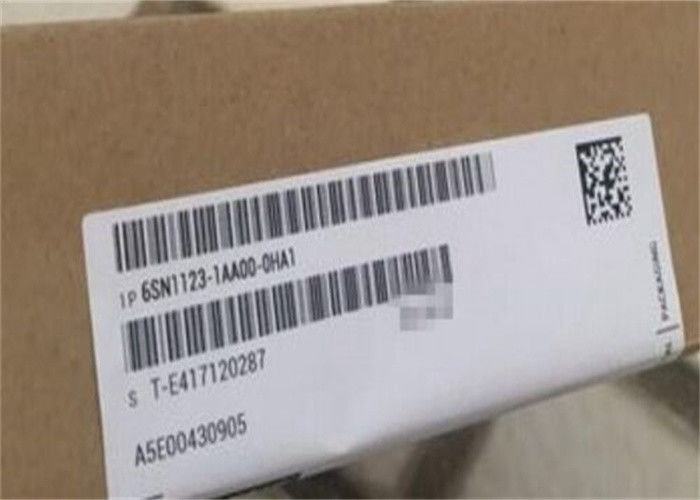 1P 6SN1123-1AA00-0HA1
S T-E417120287
A5E00430905
PACKAGING